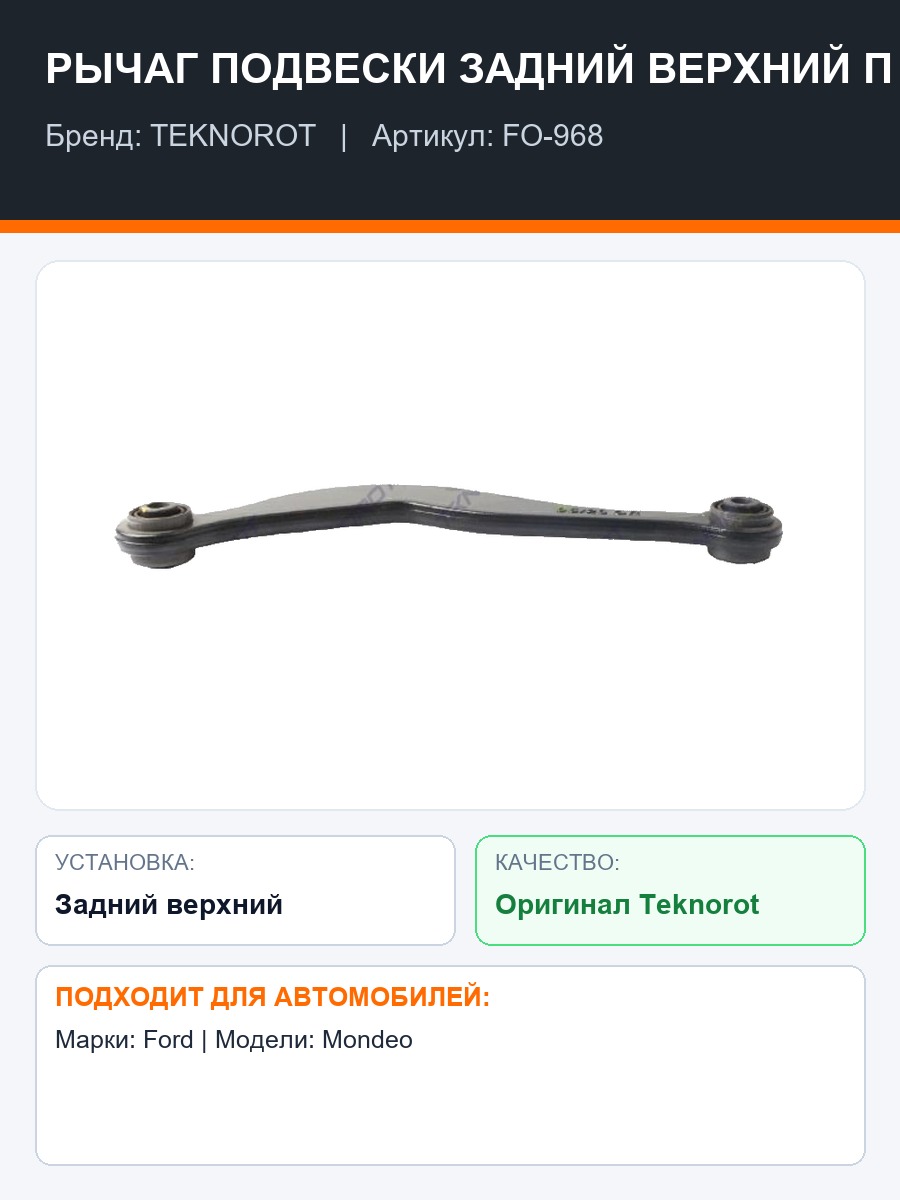 РЫЧАГ ПОДВЕСКИ ЗАДНИЙ ВЕРХНИЙ П
Бренд: TEKNOROT | Артикул: FO-968
УСТАНОВКА:
Задний верхний
КАЧЕСТВО:
Оригинал Teknorot
ПОДХОДИТ ДЛЯ АВТОМОБИЛЕЙ:
Марки: Ford | Модели: Mondeo